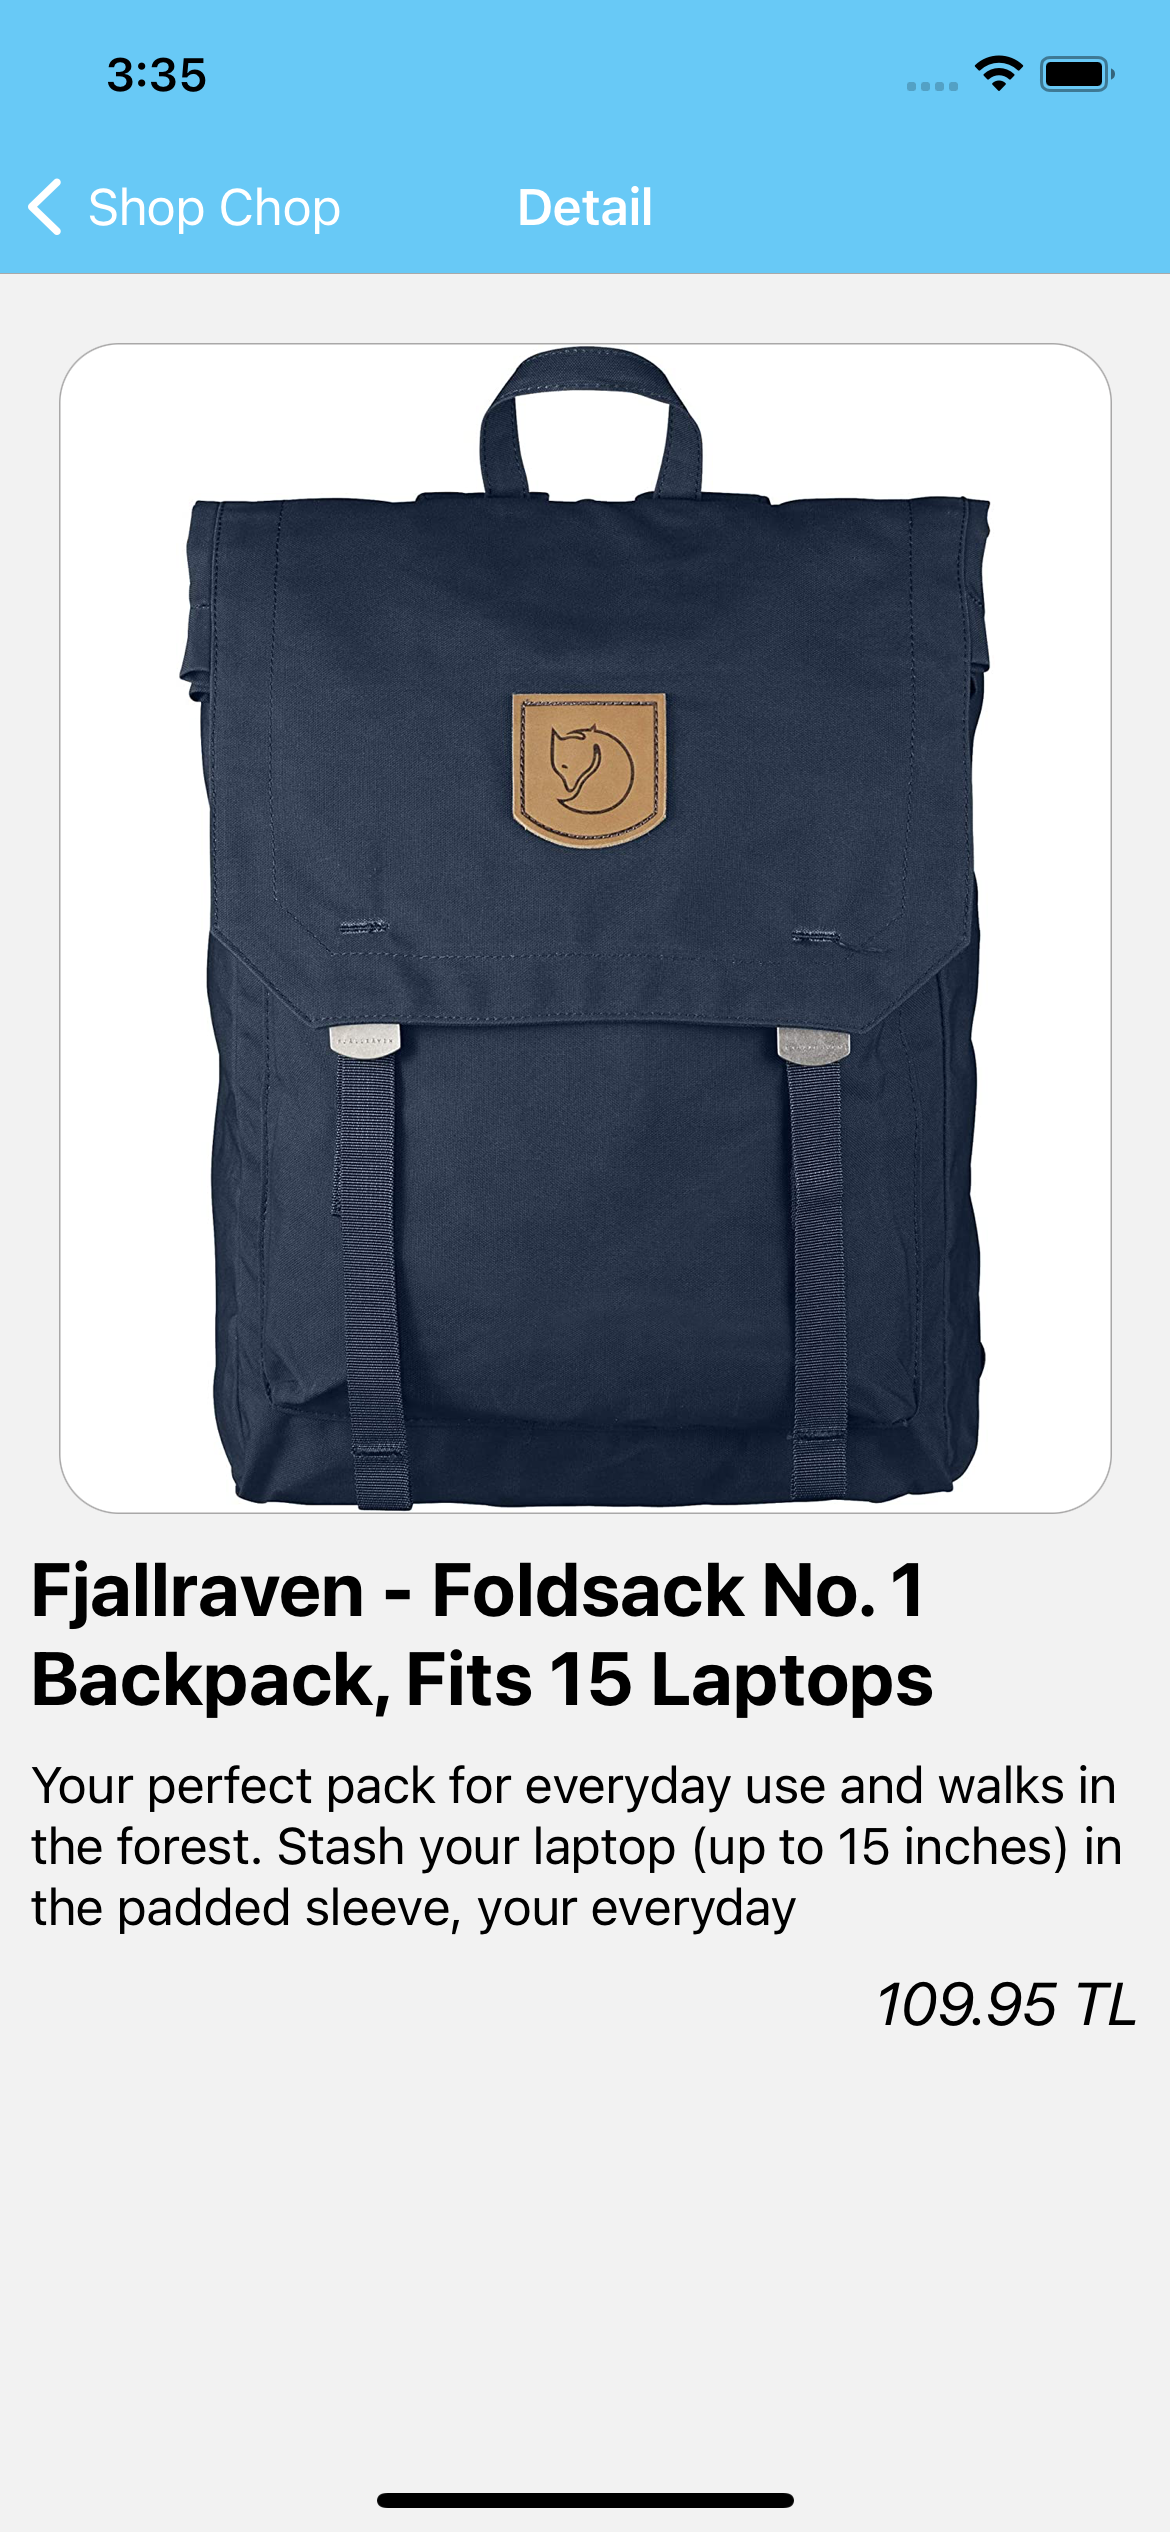 3:35
Shop Chop
Detail
Fjallraven - Foldsack No. 1
Backpack, Fits 15 Laptops
Your perfect pack for everyday use and walks in
the forest. Stash your laptop (up to 15 inches) in
the padded sleeve, your everyday
109.95 TL